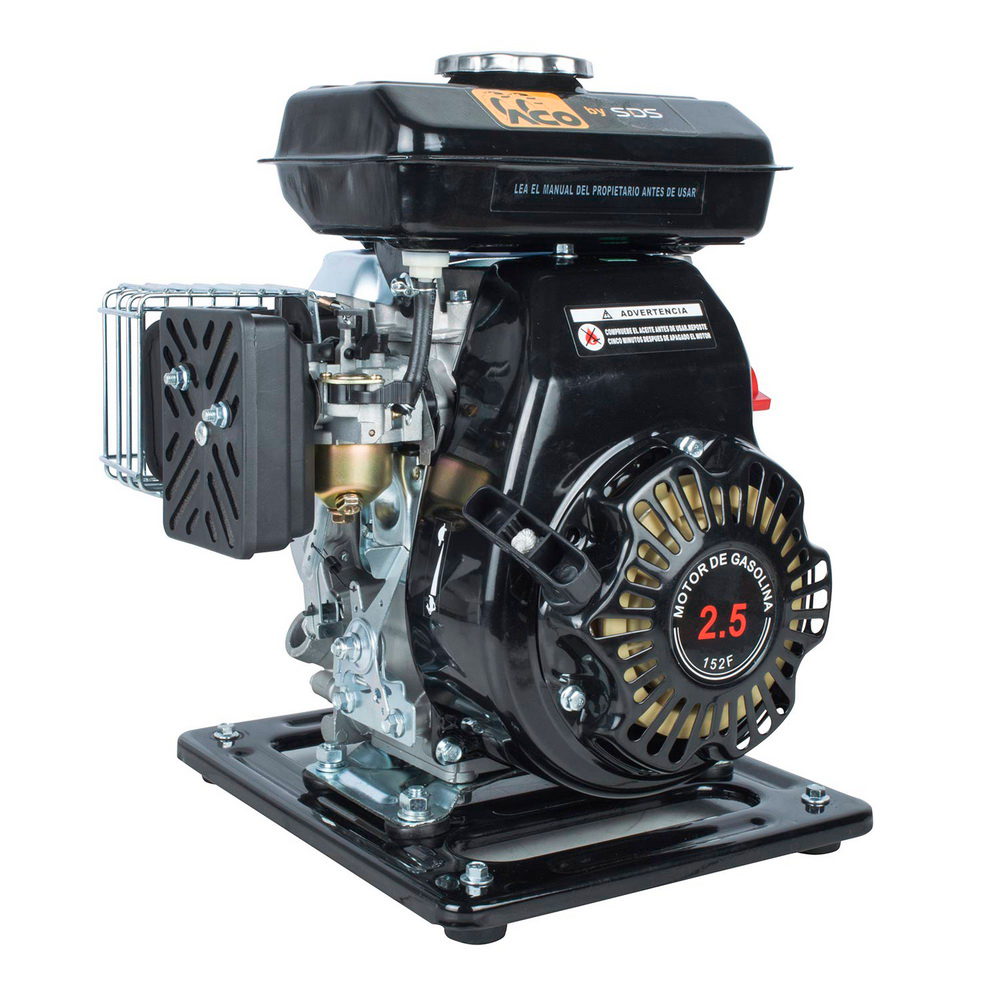 PACO by SDS
LEA EL MANUAL DEL PROPIETARIO ANTES DE USAR
ADVERTENCIA
COMPRUEBE EL ACEITE ANTES DE USAR.REPOSTE
CINCO MINUTOS DESPUES DE APAGADO EL MOTOR
MOTOR DE GASOLINA
2.5
152F